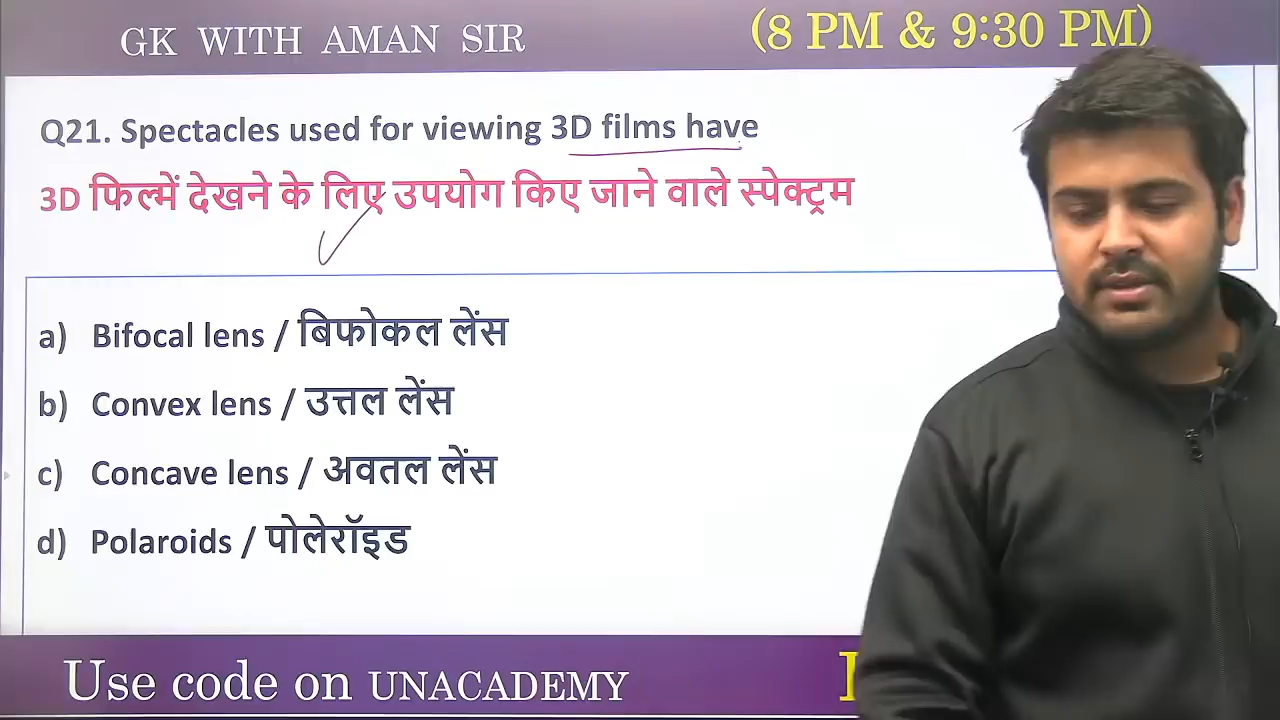 GK WITH AMAN SIR
(8 PM & 9:30 PM)
Q21. Spectacles used for viewing 3D films have
3D फिल्में देखने के लिए उपयोग किए जाने वाले स्पेक्ट्रम
a) Bifocal lens / बिफोकल लेंस
b) Convex lens / उत्तल लेंस
c) Concave lens / अवतल लेंस
d) Polaroids / पोलेरॉइड
Use code on UNACADEMY